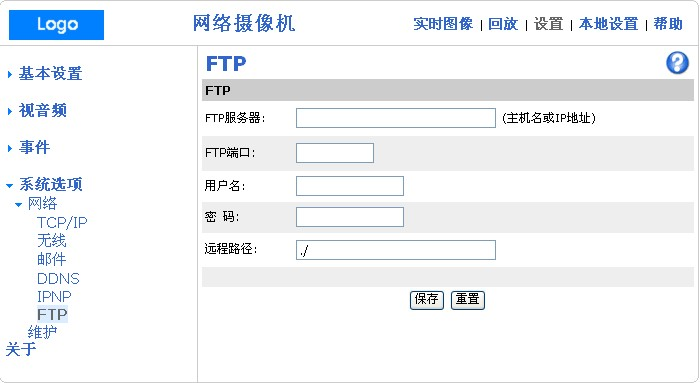 Logo
网络摄像机
实时图像 | 回放 | 设置 | 本地设置 | 帮助
基本设置
视音频
事件
系统选项
网络
TCP/IP
无线
邮件
DDNS
IPNP
FTP
维护
关于
FTP
?
FTP
FTP服务器: (主机名或IP地址)
FTP端口:
用户名:
密 码:
远程路径: ./
保存 重置